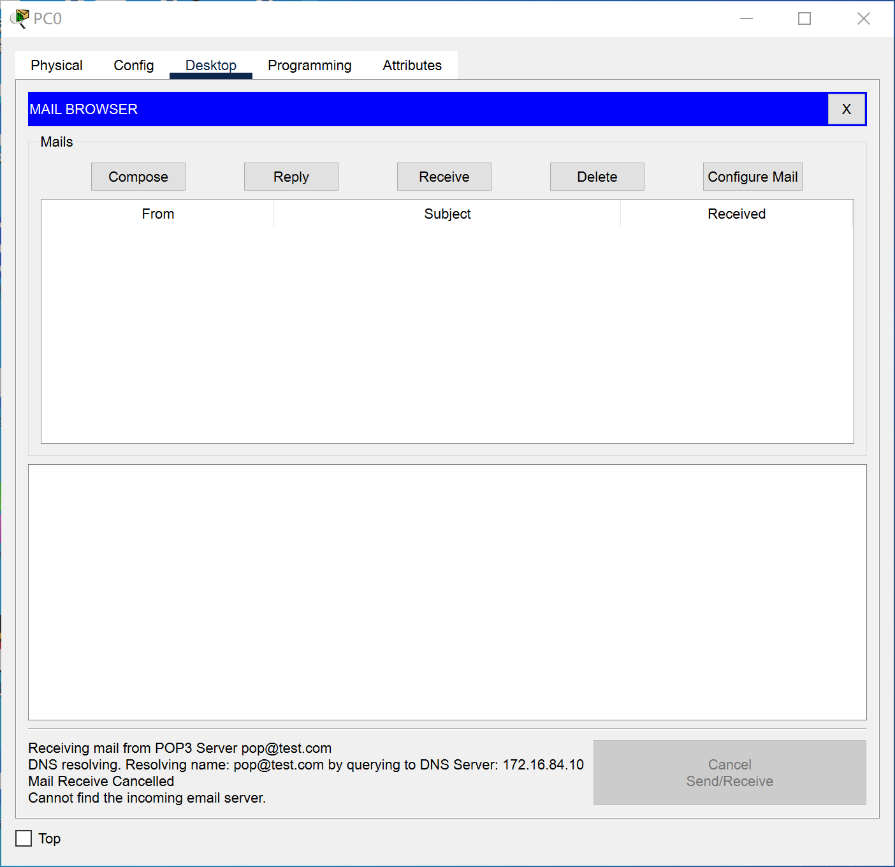 PC0
Physical Config Desktop Programming Attributes
MAIL BROWSER X
Mails
Compose Reply Receive Delete Configure Mail
From Subject Received
Receiving mail from POP3 Server pop@test.com
DNS resolving. Resolving name: pop@test.com by querying to DNS Server: 172.16.84.10
Mail Receive Cancelled
Cannot find the incoming email server.
Cancel
Send/Receive
Top